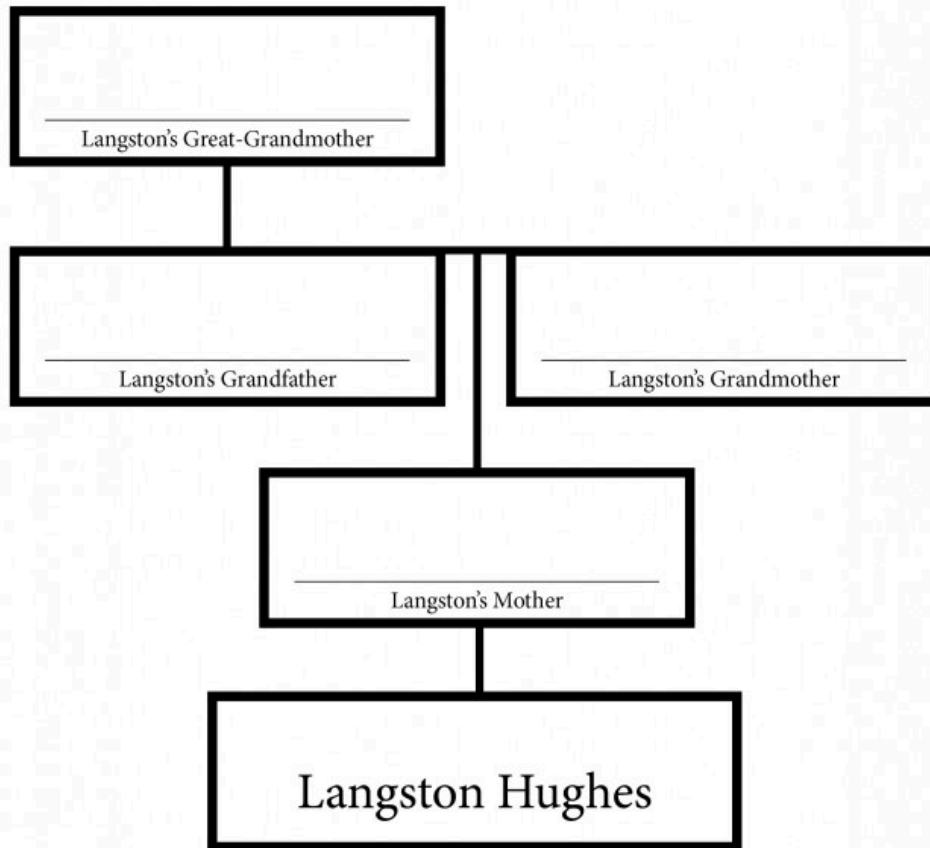 Langston's Great-Grandmother
Langston's Grandfather
Langston's Grandmother
Langston's Mother
Langston Hughes